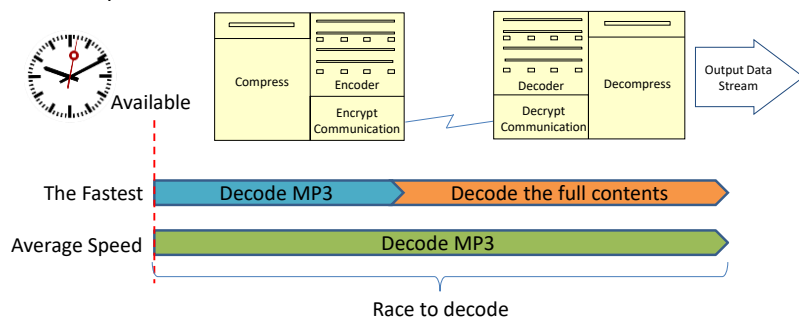 Available
Compress
Encoder
Encrypt
Communication
Decoder
Decrypt
Communication
Decompress
Output Data
Stream
The Fastest
Decode MP3
Decode the full contents
Average Speed
Decode MP3
Race to decode